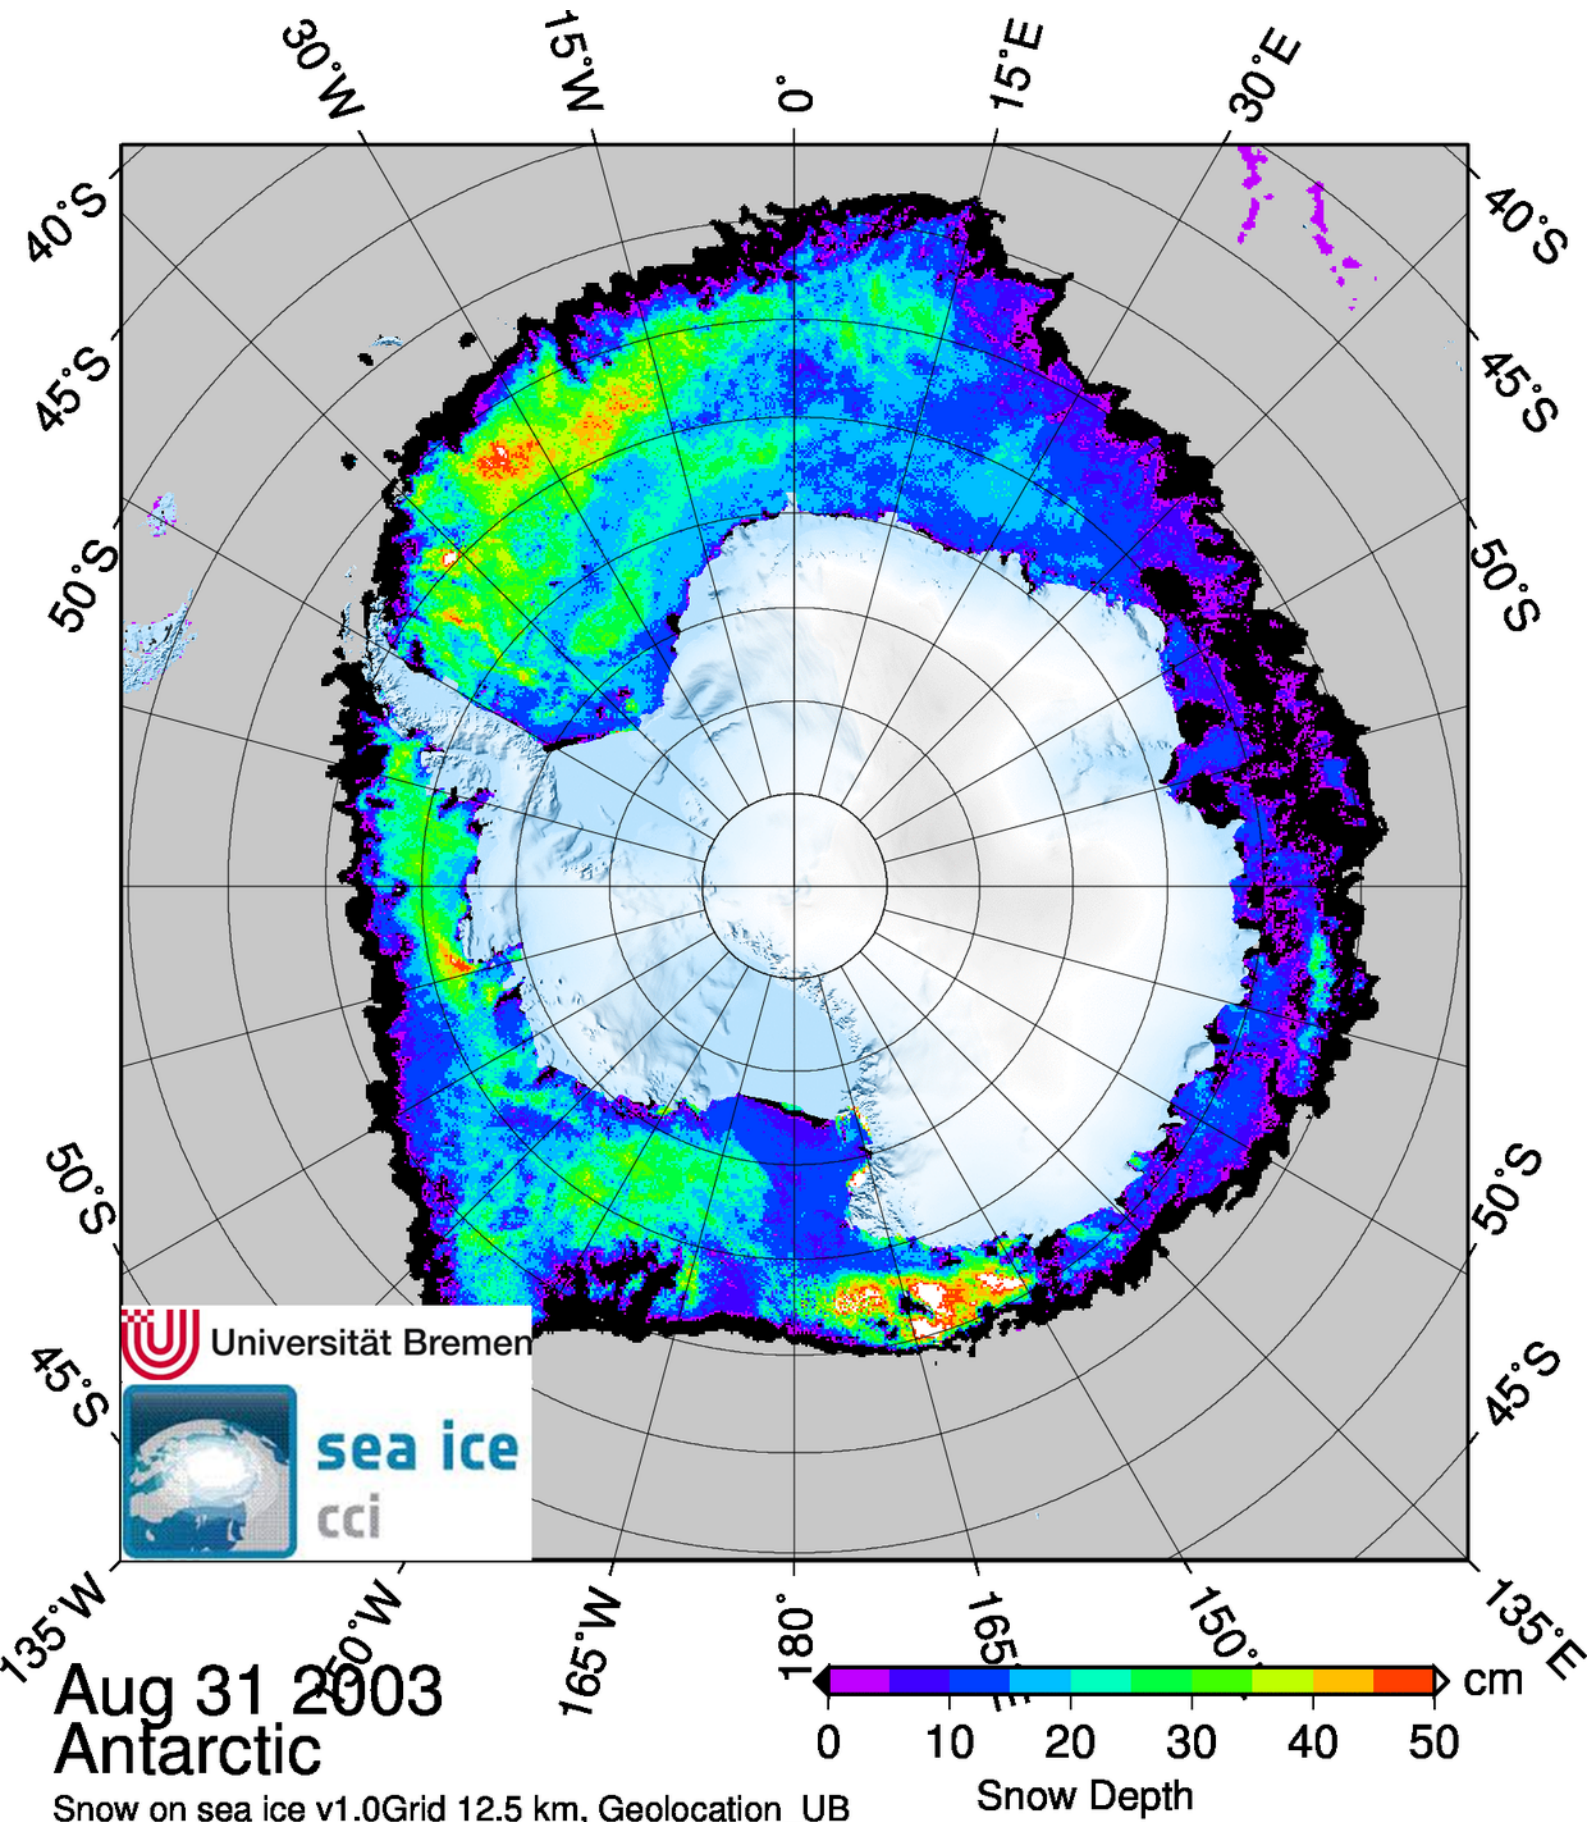 30°W 15°W 0° 15°E 30°E
40°S 40°S
45°S 45°S
50°S 50°S
50°S 50°S
45°S 45°S
Universität Bremen
sea ice
cci
135°W 150°W 165°W 180° 165°E 150° 135°E
Aug 31 2003
Antarctic
Snow on sea ice v1.0Grid 12.5 km, Geolocation UB
cm
0 10 20 30 40 50
Snow Depth